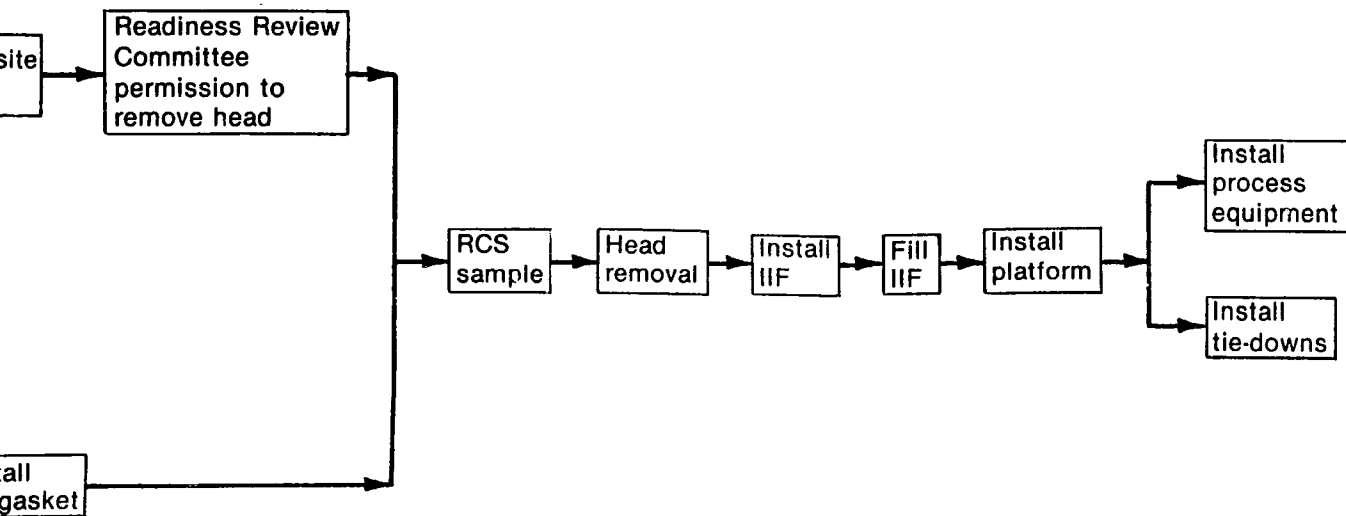 site
Readiness Review
Committee
permission to
remove head
Install
process
equipment
RCS
sample
Head
removal
Install
IIF
Fill
IIF
Install
platform
Install
tie-downs
tall
gasket